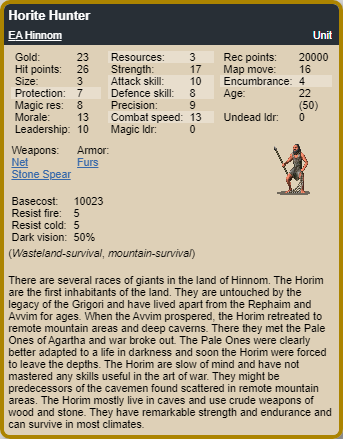 Horite Hunter
EA Hinnom Unit
Gold: 23 Resources: 3 Rec points: 20000
Hit points: 26 Strength: 17 Map move: 16
Size: 3 Attack skill: 10 Encumbrance: 4
Protection: 7 Defence skill: 8 Age: 22
Magic res: 8 Precision: 9 (50)
Morale: 13 Combat speed: 13 Undead ldr: 0
Leadership: 10 Magic ldr: 0
Weapons: Armor:
Net Furs
Stone Spear
Basecost: 10023
Resist fire: 5
Resist cold: 5
Dark vision: 50%
(Wasteland-survival, mountain-survival)
There are several races of giants in the land of Hinnom. The Horim
are the first inhabitants of the land. They are untouched by the
legacy of the Grigori and have lived apart from the Rephaim and
Avvim for ages. When the Avvim prospered, the Horim retreated to
remote mountain areas and deep caverns. There they met the Pale
Ones of Agartha and war broke out. The Pale Ones were clearly
better adapted to a life in darkness and soon the Horim were forced
to leave the depths. The Horim are slow of mind and have not
mastered any skills useful in the art of war. They might be
predecessors of the cavemen found scattered in remote mountain
areas. The Horim mostly live in caves and use crude weapons of
wood and stone. They have remarkable strength and endurance and
can survive in most climates.